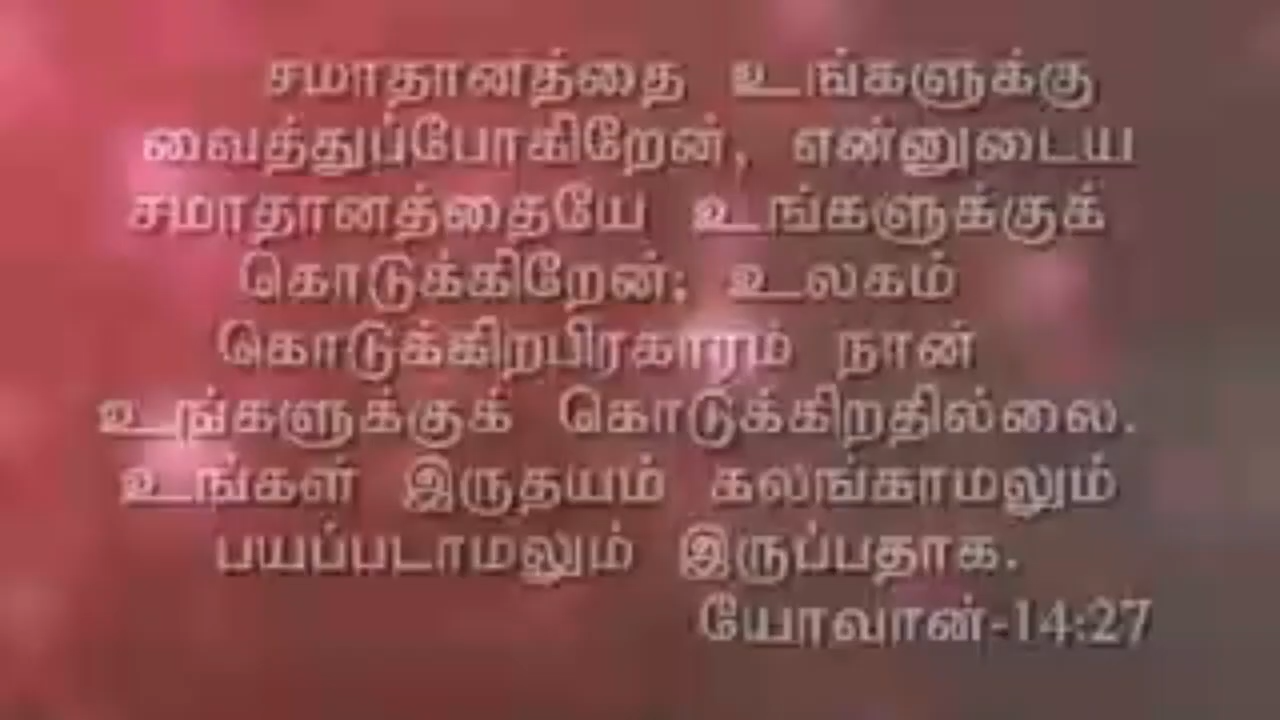 சமாதானத்தை உங்களுக்கு
வைத்துப்போகிறேன், என்னுடைய
சமாதானத்தையே உங்களுக்குக்
கொடுக்கிறேன்; உலகம்
கொடுக்கிறபிரகாரம் நான்
உங்களுக்குக் கொடுக்கிறதில்லை.
உங்கள் இருதயம் கலங்காமலும்
பயப்படாமலும் இருப்பதாக.
யோவான்-14:27